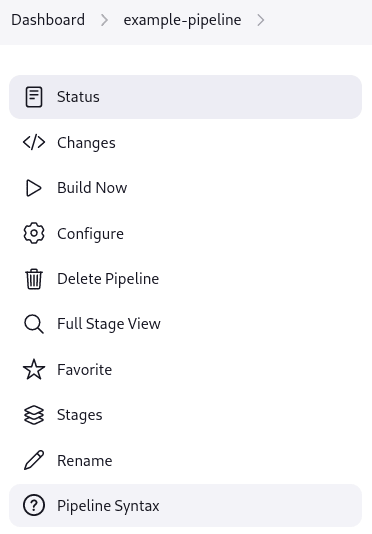 Dashboard example-pipeline
Status
Changes
Build Now
Configure
Delete Pipeline
Full Stage View
Favorite
Stages
Rename
Pipeline Syntax